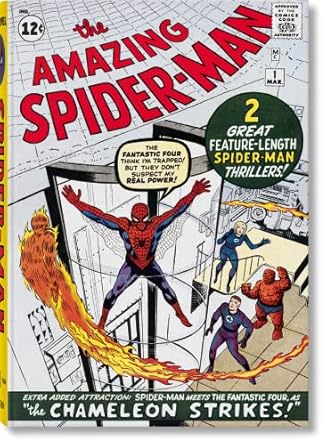 IND.
12¢
APPROVED
BY THE
COMICS
CODE
AUTHORITY
the
AMAZING
SPIDER-MAN
M
C
1
MAR.
2
GREAT
FEATURE-LENGTH
SPIDER-MAN
THRILLERS!
THE
FANTASTIC FOUR
THINK I'M TRAPPED!
BUT THEY DON'T
SUSPECT MY
REAL POWER!
EXTRA ADDED ATTRACTION: SPIDER-MAN MEETS THE FANTASTIC FOUR, AS
"the CHAMELEON STRIKES!"
SPIDER-MAN